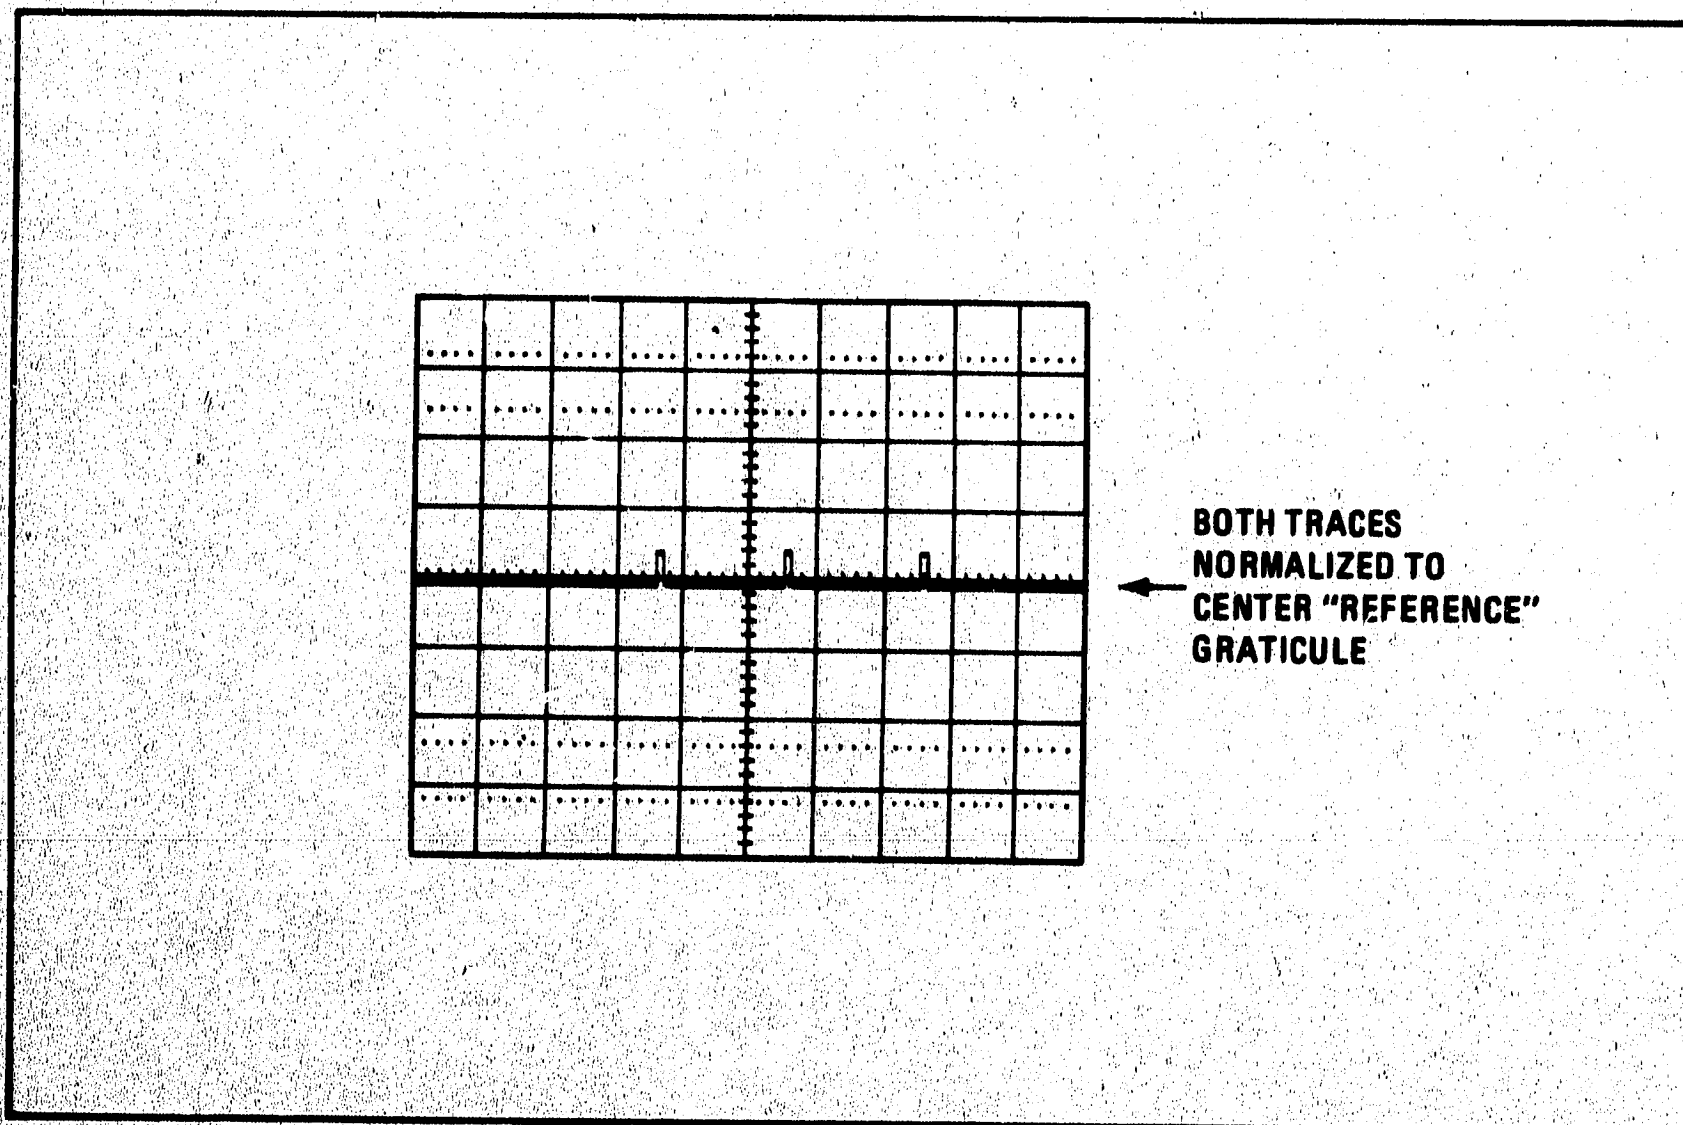 BOTH TRACES
NORMALIZED TO
CENTER “REFERENCE”
GRATICULE